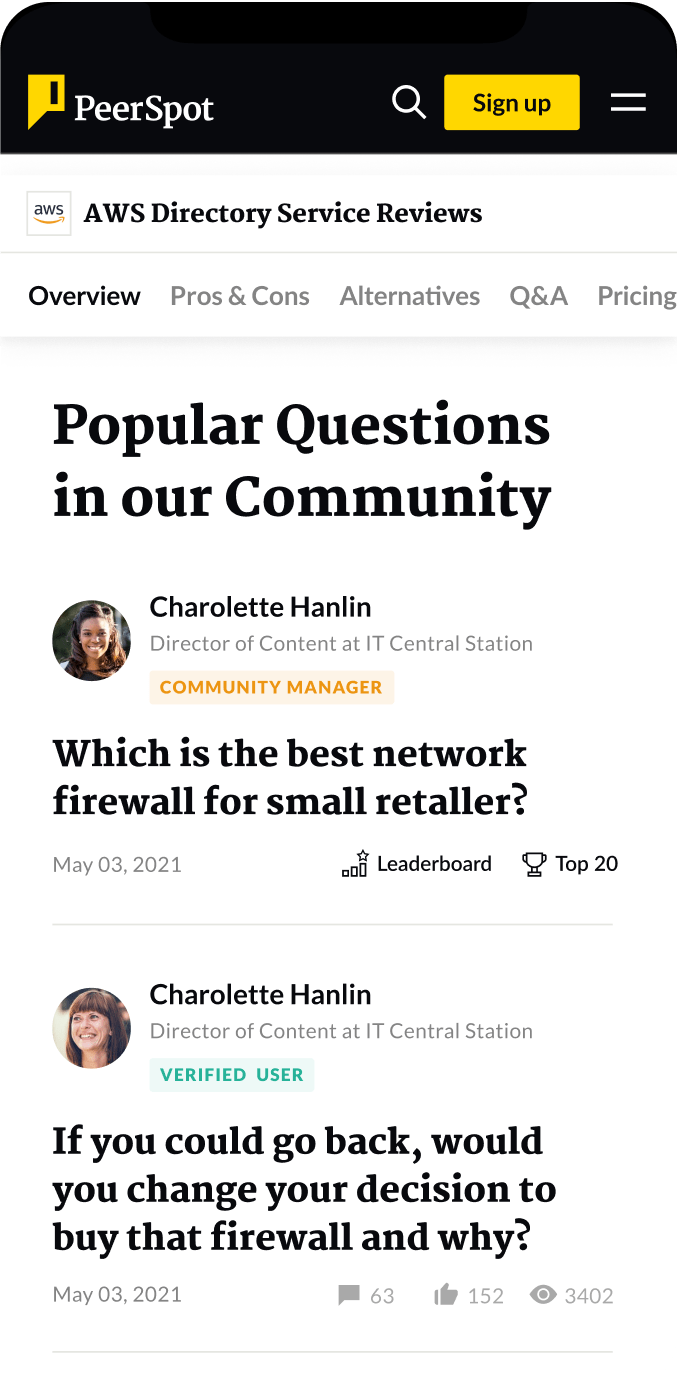 PeerSpot
Sign up
aws
AWS Directory Service Reviews
Overview Pros & Cons Alternatives Q&A Pricing
Popular Questions
in our Community
Charolette Hanlin
Director of Content at IT Central Station
COMMUNITY MANAGER
Which is the best network
firewall for small retaller?
May 03, 2021 Leaderboard Top 20
Charolette Hanlin
Director of Content at IT Central Station
VERIFIED USER
If you could go back, would
you change your decision to
buy that firewall and why?
May 03, 2021 63 152 3402